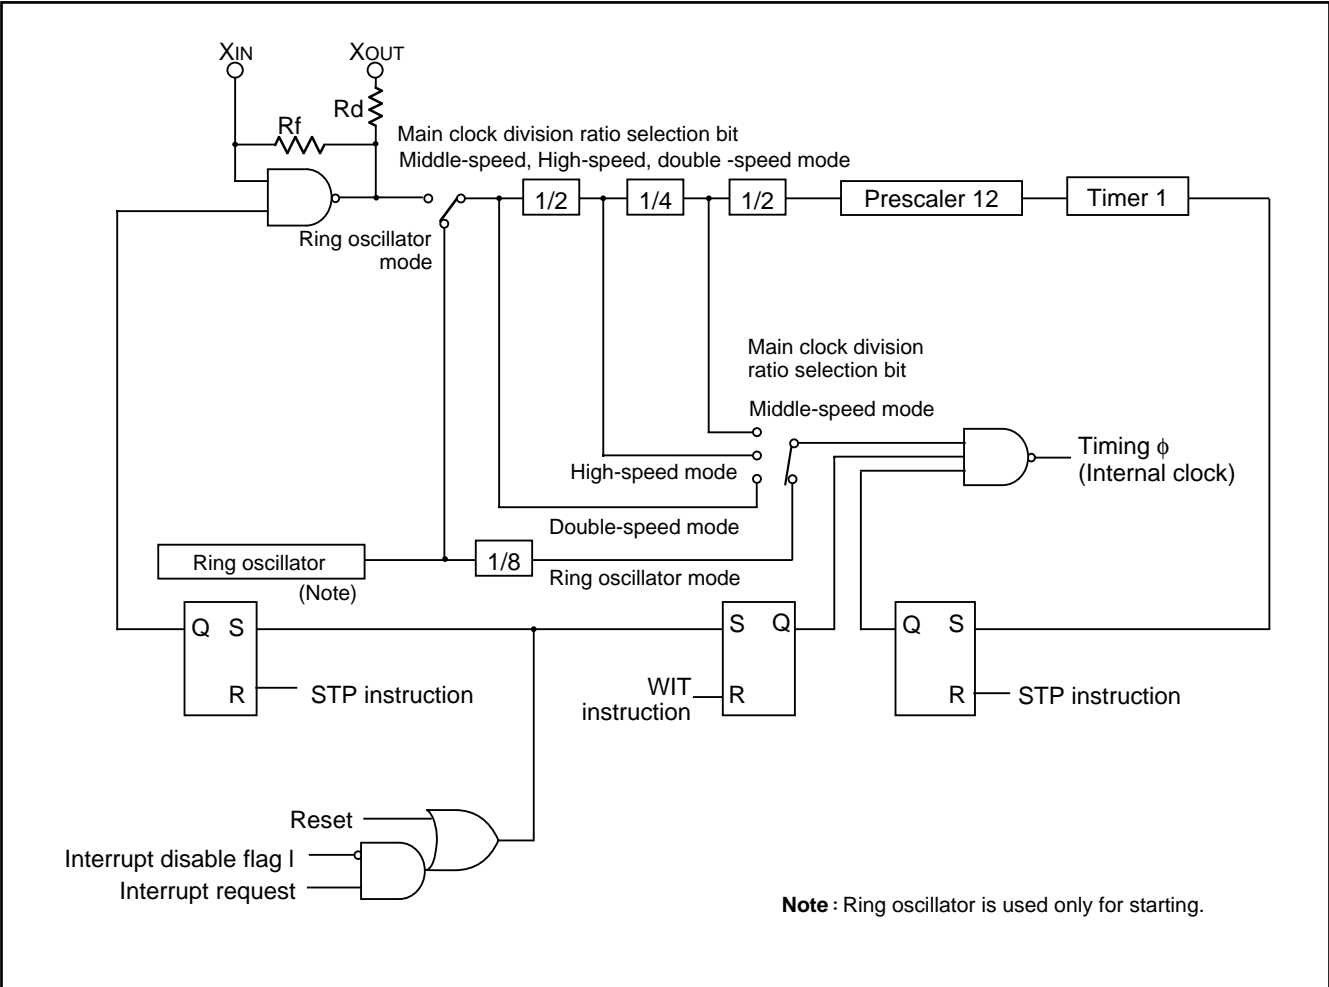 XIN
XOUT
Rd
Rf
Main clock division ratio selection bit
Middle-speed, High-speed, double -speed mode
1/2
1/4
1/2
Prescaler 12
Timer 1
Ring oscillator
mode
Main clock division
ratio selection bit
Middle-speed mode
Timing ϕ
(Internal clock)
High-speed mode
Double-speed mode
Ring oscillator
1/8
Ring oscillator mode
(Note)
Q S
S Q
Q S
R
STP instruction
WIT
instruction
R
R
STP instruction
Reset
Interrupt disable flag I
Interrupt request
Note : Ring oscillator is used only for starting.